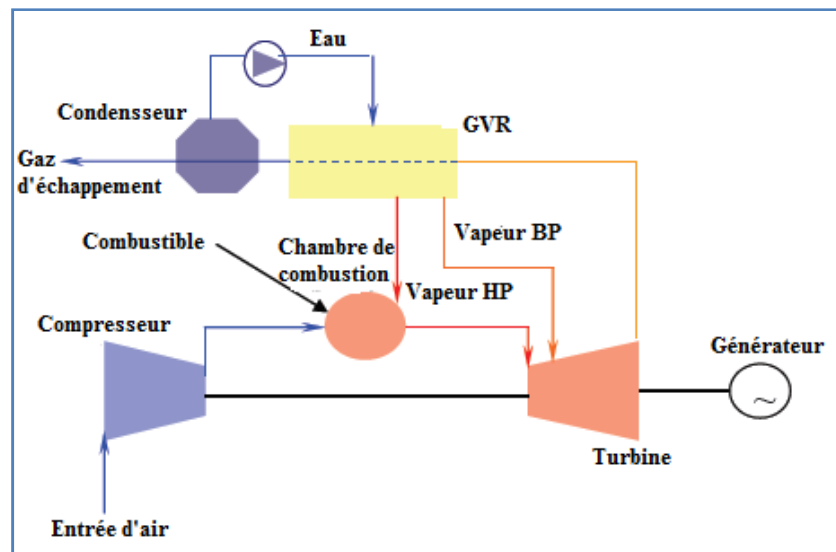 Eau
Condensseur
GVR
Gaz
d'échappement
Vapeur BP
Combustible
Chambre de
combustion
Vapeur HP
Compresseur
Générateur
~
Turbine
Entrée d'air